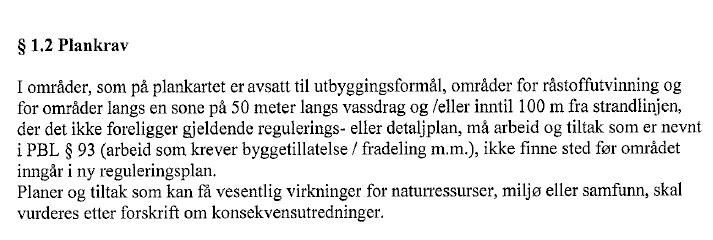 § 1.2 Plankrav
I områder, som på plankartet er avsatt til utbyggingsformål, områder for råstoffutvinning og
for områder langs en sone på 50 meter langs vassdrag og /eller inntil 100 m fra strandlinjen,
der det ikke foreligger gjeldende regulerings- eller detaljplan, må arbeid og tiltak som er nevnt
i PBL § 93 (arbeid som krever byggetillatelse / fradeling m.m.), ikke finne sted før området
inngår i ny reguleringsplan.
Planer og tiltak som kan få vesentlig virkninger for naturressurser, miljø eller samfunn, skal
vurderes etter forskrift om konsekvensutredninger.